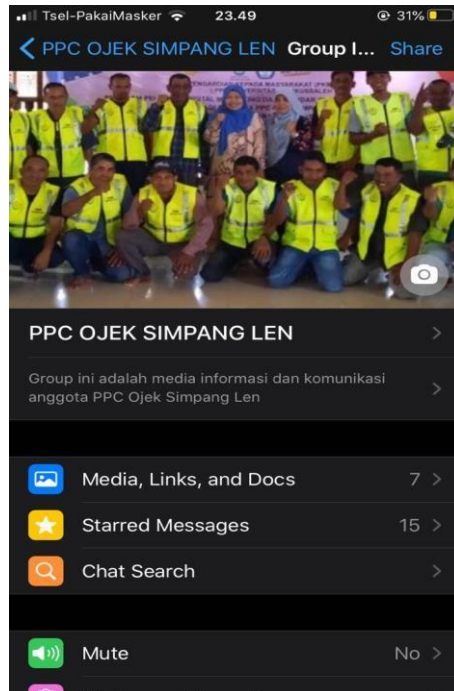 Tsel-PakaiMasker 23.49 31%
PPC OJEK SIMPANG LEN Group I... Share
PPC OJEK SIMPANG LEN >
Group ini adalah media informasi dan komunikasi
anggota PPC Ojek Simpang Len >
Media, Links, and Docs 7 >
Starred Messages 15 >
Chat Search >
Mute No >